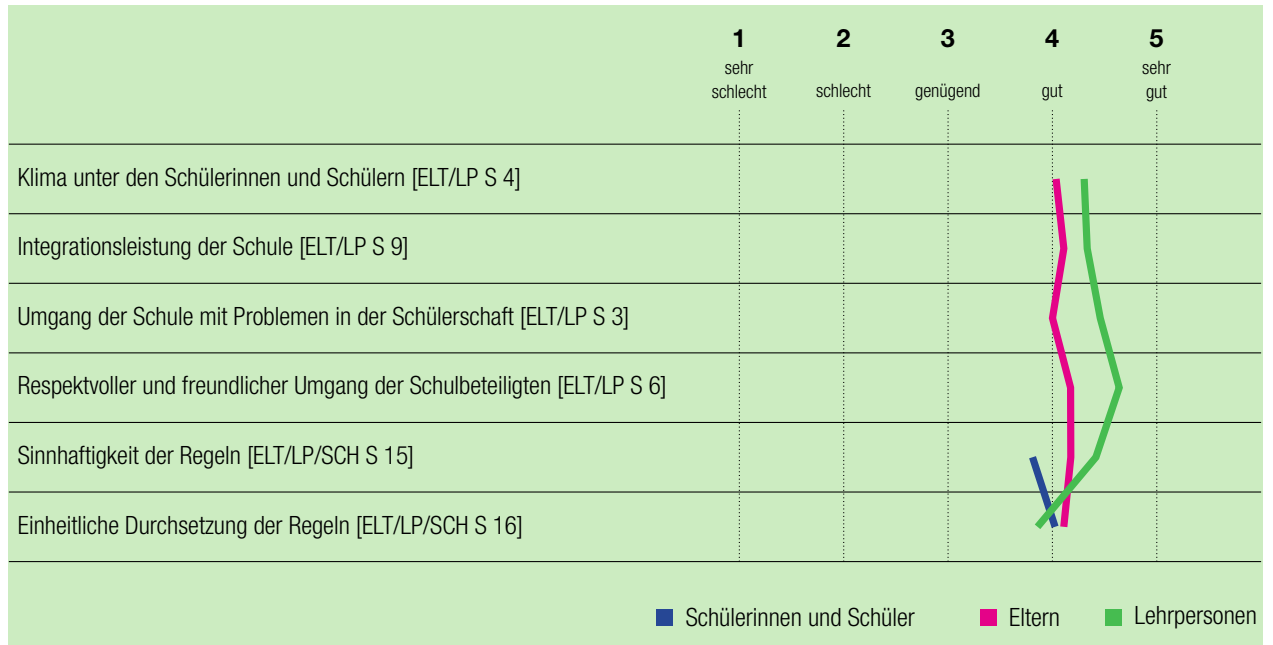 1 2 3 4 5
sehr schlecht schlecht genügend gut sehr gut
Klima unter den Schülerinnen und Schülern [ELT/LP S 4]
Integrationsleistung der Schule [ELT/LP S 9]
Umgang der Schule mit Problemen in der Schülerschaft [ELT/LP S 3]
Respektvoller und freundlicher Umgang der Schulbeteiligten [ELT/LP S 6]
Sinnhaftigkeit der Regeln [ELT/LP/SCH S 15]
Einheitliche Durchsetzung der Regeln [ELT/LP/SCH S 16]
Schülerinnen und Schüler Eltern Lehrpersonen